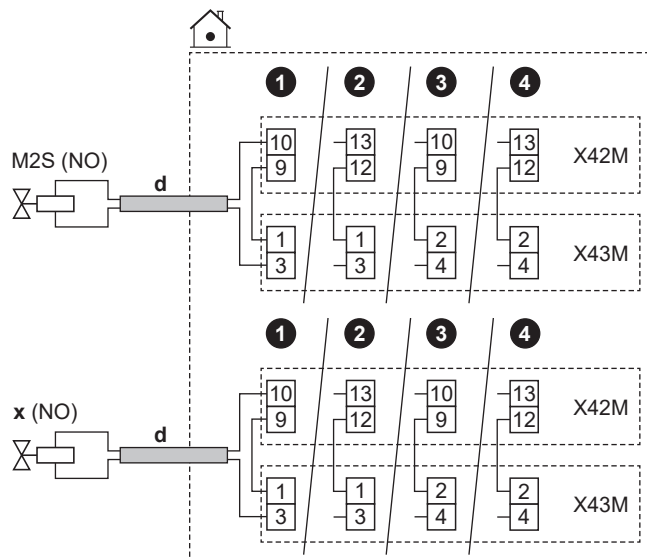 1 2 3 4
10 13 10 13
M2S (NO) 9 12 9 12 X42M
d
1 1 2 2 X43M
3 3 4 4
1 2 3 4
10 13 10 13
x (NO) 9 12 9 12 X42M
d
1 1 2 2 X43M
3 3 4 4